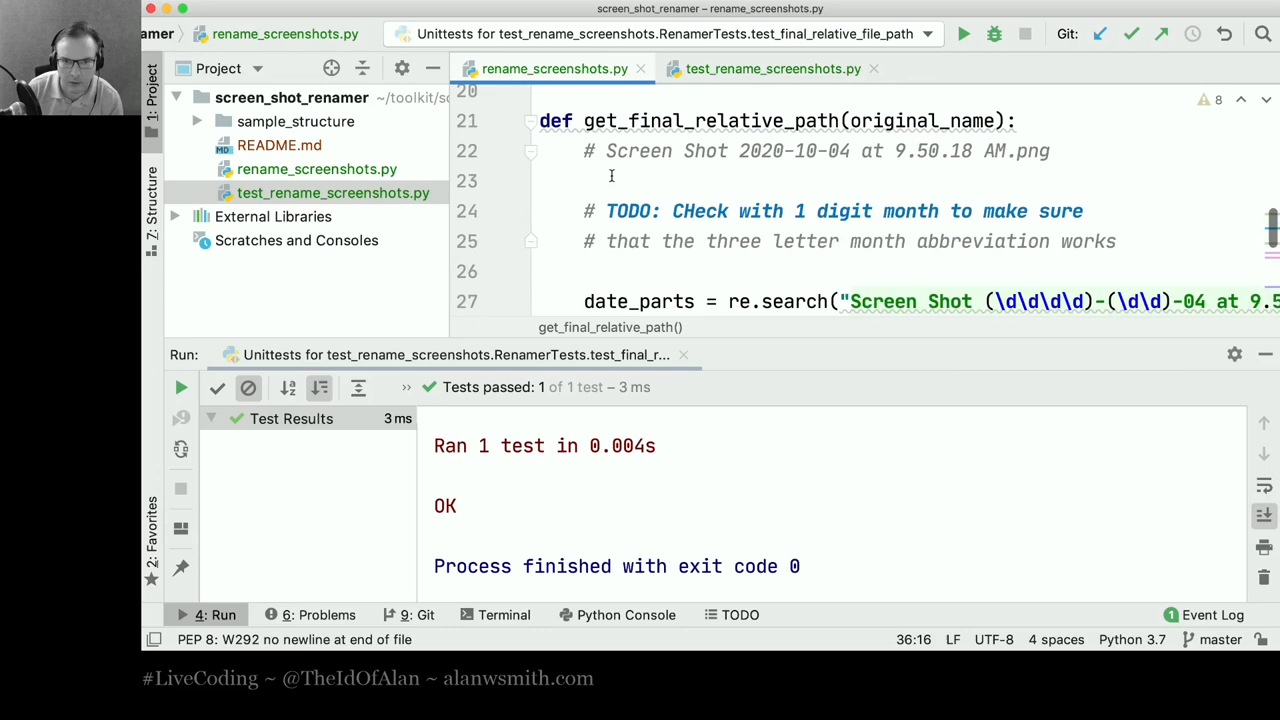 screen_shot_renamer – rename_screenshots.py
amer
rename_screenshots.py
Unittests for test_rename_screenshots.RenamerTests.test_final_relative_file_path
Git:
1: Project
Project
rename_screenshots.py
test_rename_screenshots.py
screen_shot_renamer ~/toolkit/sc
sample_structure
MD README.md
rename_screenshots.py
test_rename_screenshots.py
External Libraries
Scratches and Consoles
7: Structure
20
21 def get_final_relative_path(original_name):
22 # Screen Shot 2020-10-04 at 9.50.18 AM.png
23
24 # TODO: CHeck with 1 digit month to make sure
25 # that the three letter month abbreviation works
26
27 date_parts = re.search("Screen Shot (\d\d\d\d)-(\d\d)-04 at 9.5
8
get_final_relative_path()
Run:
Unittests for test_rename_screenshots.RenamerTests.test_final_r...
Tests passed: 1 of 1 test – 3 ms
Test Results 3 ms
Ran 1 test in 0.004s
OK
Process finished with exit code 0
2: Favorites
4: Run
6: Problems
9: Git
Terminal
Python Console
TODO
1 Event Log
PEP 8: W292 no newline at end of file
36:16 LF UTF-8 4 spaces Python 3.7 master
#LiveCoding ~ @TheIdOfAlan ~ alanwsmith.com